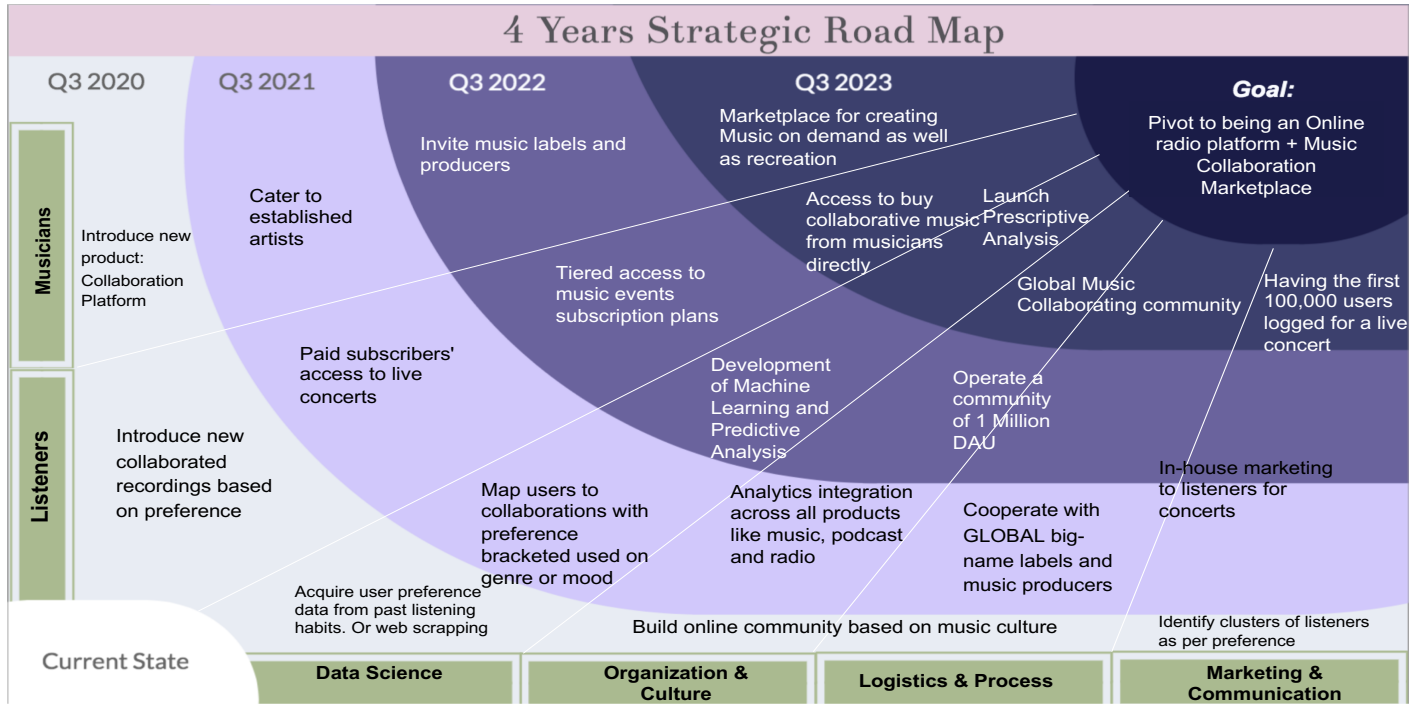 4 Years Strategic Road Map
Q3 2020
Q3 2021
Q3 2022
Q3 2023
Goal:
Pivot to being an Online
radio platform + Music
Collaboration
Marketplace
Marketplace for creating
Music on demand as well
as recreation
Invite music labels and
producers
Cater to
established
artists
Introduce new
product:
Collaboration
Platform
Musicians
Access to buy
collaborative music
from musicians
directly
Launch
Prescriptive
Analysis
Tiered access to
music events
subscription plans
Global Music
Collaborating community
Having the first
100,000 users
logged for a live
concert
Paid subscribers'
access to live
concerts
Development
of Machine
Learning and
Predictive
Analysis
Operate a
community
of 1 Million
DAU
Listeners
Introduce new
collaborated
recordings based
on preference
Map users to
collaborations with
preference
bracketed used on
genre or mood
Analytics integration
across all products
like music, podcast
and radio
Cooperate with
GLOBAL big-
name labels and
music producers
In-house marketing
to listeners for
concerts
Acquire user preference
data from past listening
habits. Or web scrapping
Build online community based on music culture
Identify clusters of listeners
as per preference
Current State
Data Science
Organization &
Culture
Logistics & Process
Marketing &
Communication